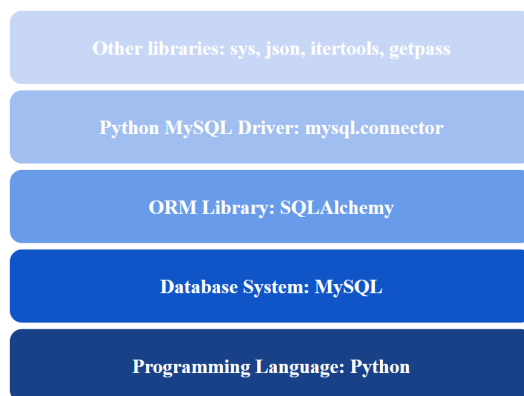 Other libraries: sys, json, itertools, getpass
Python MySQL Driver: mysql.connector
ORM Library: SQLAlchemy
Database System: MySQL
Programming Language: Python